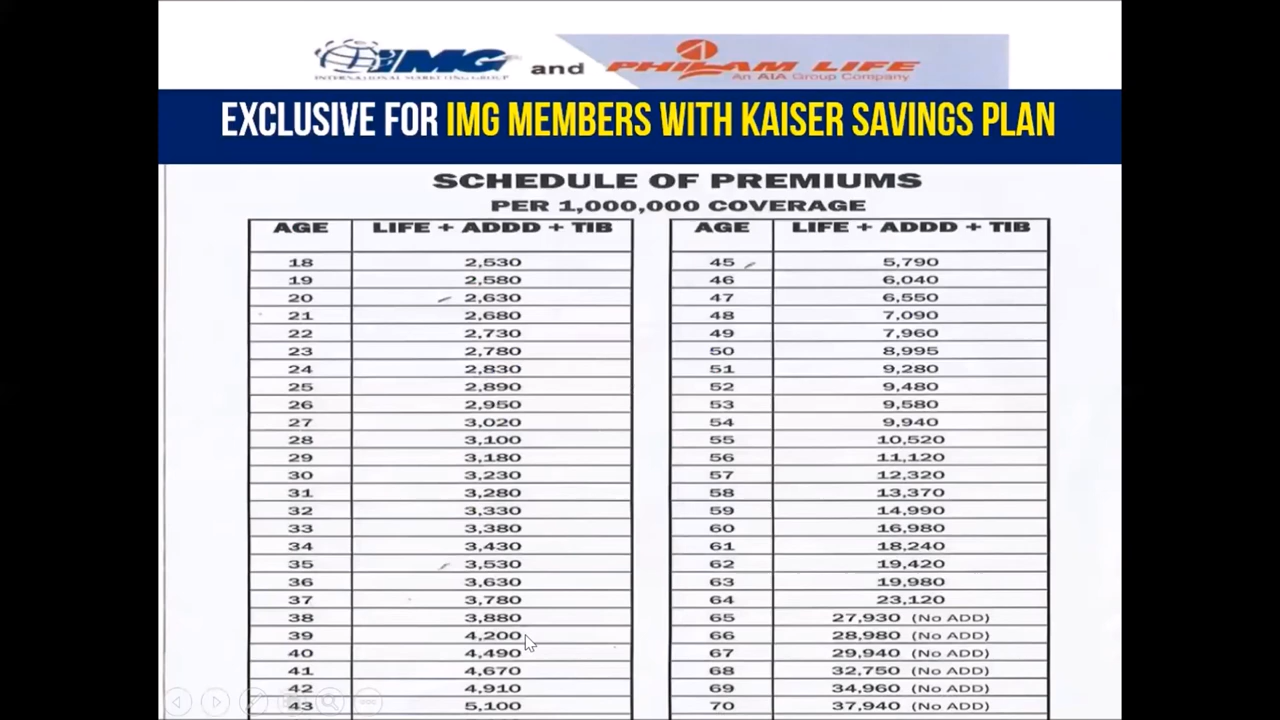 IMG and PHILAM LIFE
INTERNATIONAL MARKETING GROUP An AIA Group Company
EXCLUSIVE FOR IMG MEMBERS WITH KAISER SAVINGS PLAN
SCHEDULE OF PREMIUMS
PER 1,000,000 COVERAGE
AGE LIFE + ADDD + TIB AGE LIFE + ADDD + TIB
18 2,530 45 5,790
19 2,580 46 6,040
20 2,630 47 6,550
21 2,680 48 7,090
22 2,730 49 7,960
23 2,780 50 8,995
24 2,830 51 9,280
25 2,890 52 9,480
26 2,950 53 9,580
27 3,020 54 9,940
28 3,100 55 10,520
29 3,180 56 11,120
30 3,230 57 12,320
31 3,280 58 13,370
32 3,330 59 14,990
33 3,380 60 16,980
34 3,430 61 18,240
35 3,530 62 19,420
36 3,630 63 19,980
37 3,780 64 23,120
38 3,880 65 27,930 (No ADD)
39 4,200 66 28,980 (No ADD)
40 4,490 67 29,940 (No ADD)
41 4,670 68 32,750 (No ADD)
42 4,910 69 34,960 (No ADD)
43 5,100 70 37,940 (No ADD)